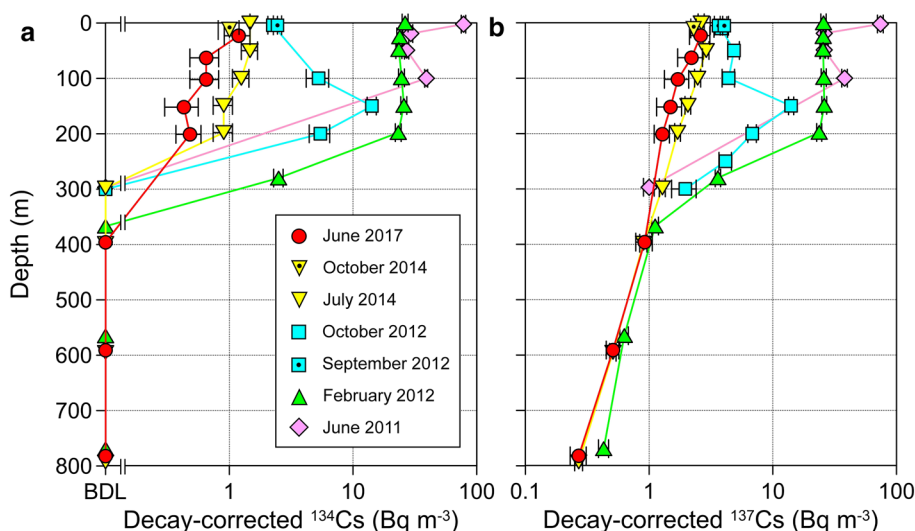 a
b
0
100
200
300
400
500
600
700
800
Depth (m)
June 2017
October 2014
July 2014
October 2012
September 2012
February 2012
June 2011
BDL 1 10 100
0.1 1 10 100
Decay-corrected ¹³⁴Cs (Bq m⁻³)
Decay-corrected ¹³⁷Cs (Bq m⁻³)